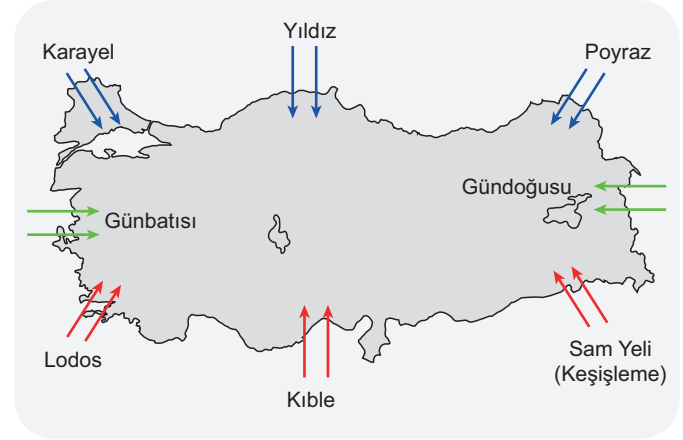 Yıldız
Karayel
Poyraz
Gündoğusu
Günbatısı
Lodos
Sam Yeli
(Keşişleme)
Kıble